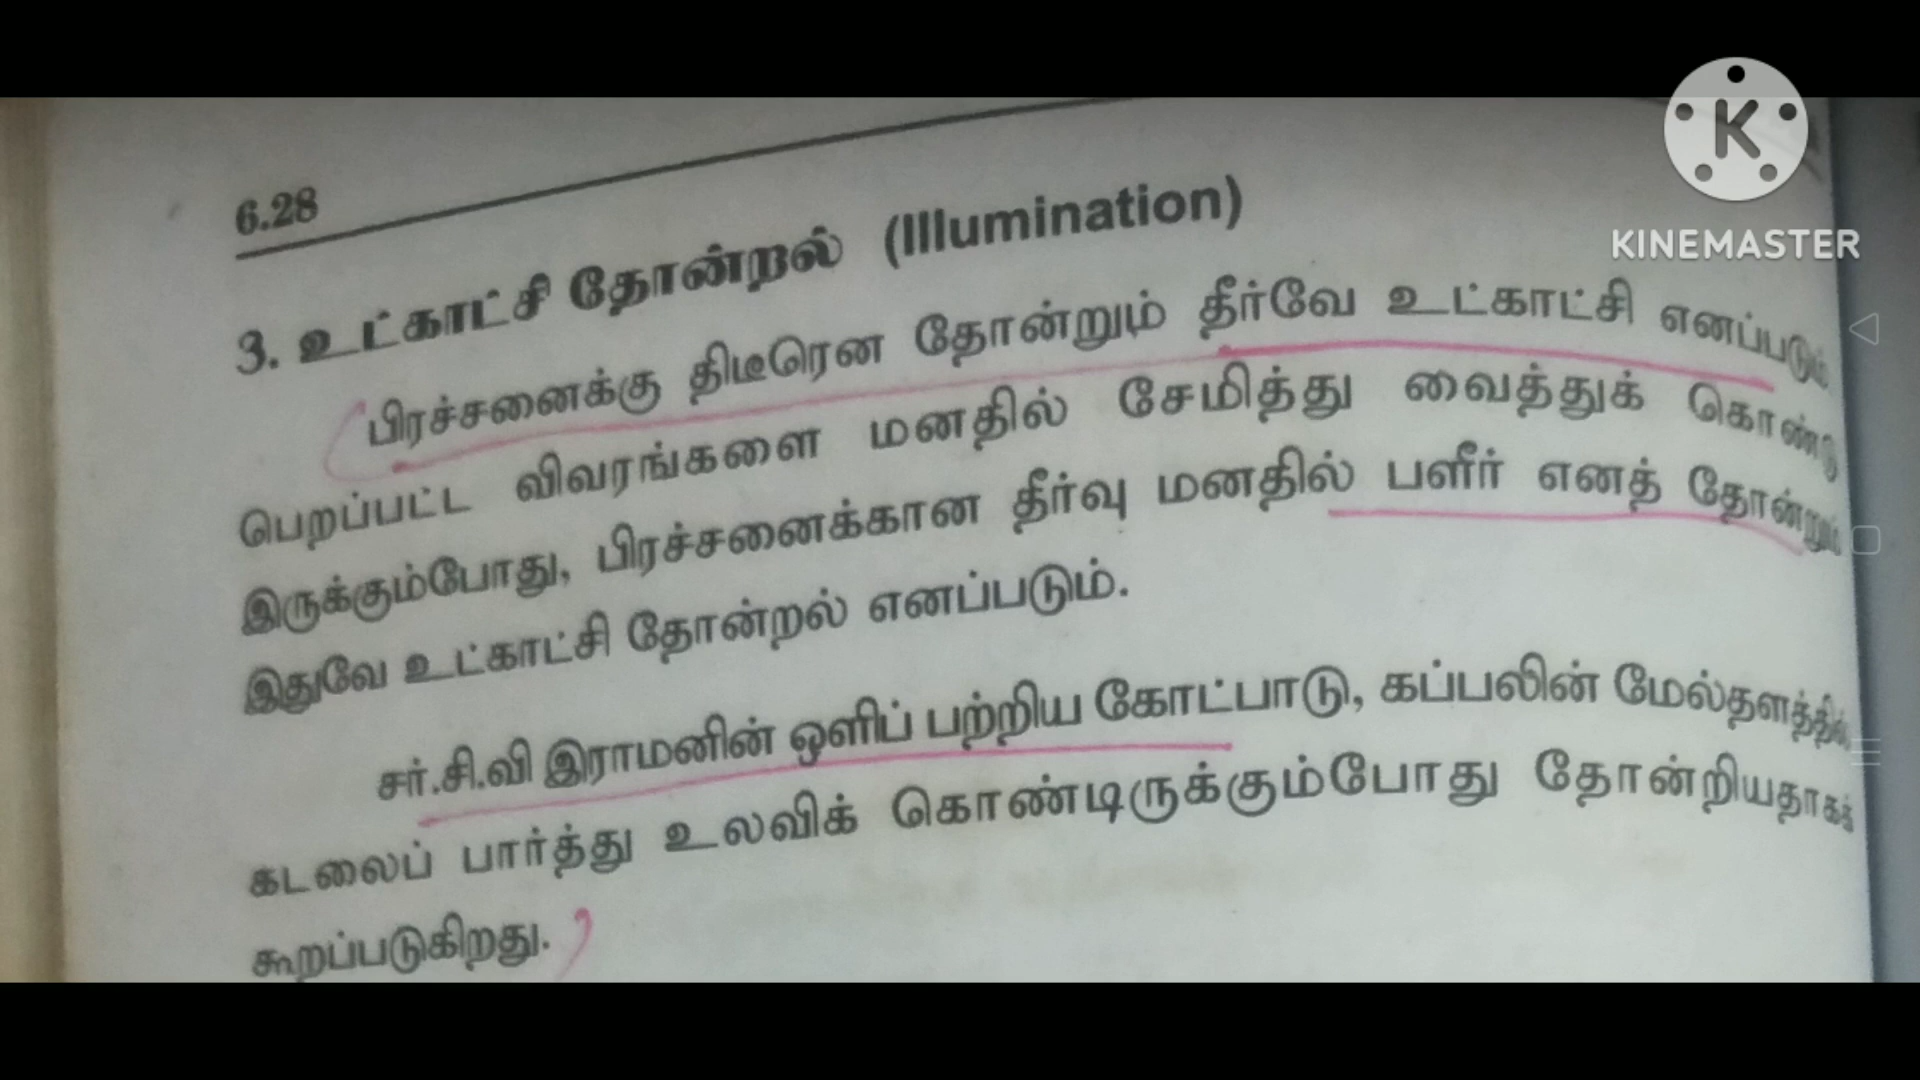 6.28
K
KINEMASTER
3. உட்காட்சி தோன்றல் (Illumination)
பிரச்சனைக்கு திடீரென தோன்றும் தீர்வே உட்காட்சி எனப்படும்
பெறப்பட்ட விவரங்களை மனதில் சேமித்து வைத்துக் கொண்டு
இருக்கும்போது, பிரச்சனைக்கான தீர்வு மனதில் பளீர் எனத் தோன்றும்
இதுவே உட்காட்சி தோன்றல் எனப்படும்.
சர்.சி.வி இராமனின் ஒளிப் பற்றிய கோட்பாடு, கப்பலின் மேல்தளத்தில்
கடலைப் பார்த்து உலவிக் கொண்டிருக்கும்போது தோன்றியதாகக்
கூறப்படுகிறது.